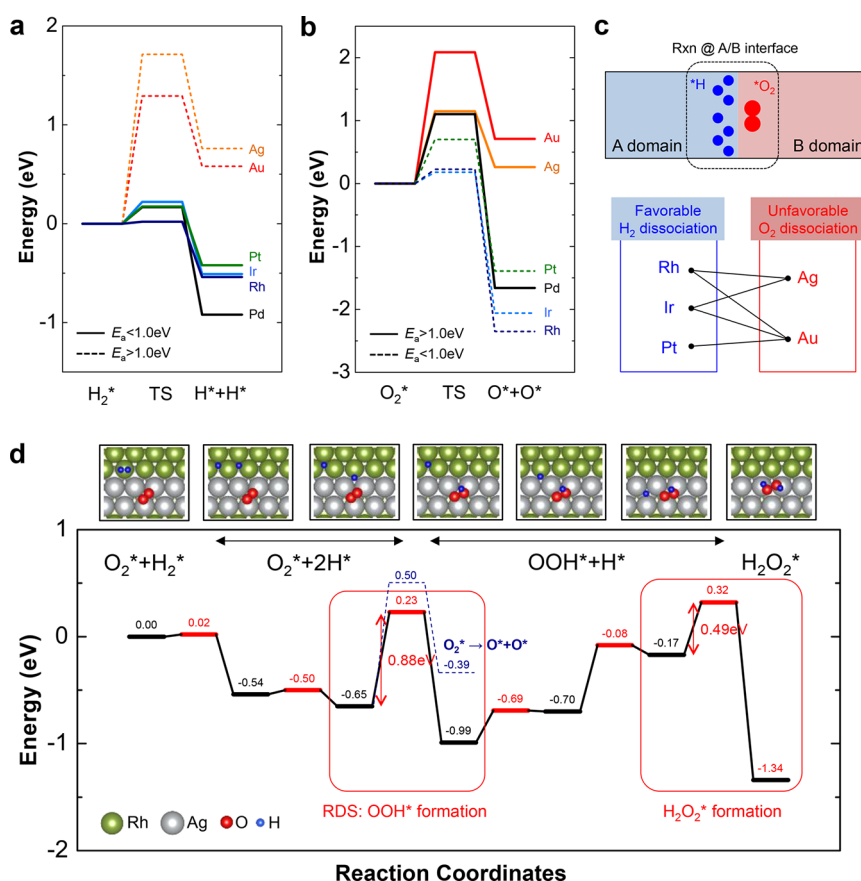 a
2
1
0
-1
Energy (eV)
Ag
Au
Pt
Ir
Rh
Pd
Eₐ<1.0eV
Eₐ>1.0eV
H₂*
TS
H*+H*
b
2
1
0
-1
-2
-3
Energy (eV)
Au
Ag
Pt
Pd
Ir
Rh
Eₐ>1.0eV
Eₐ<1.0eV
O₂*
TS
O*+O*
c
Rxn @ A/B interface
*H
*O₂
A domain
B domain
Favorable
H₂ dissociation
Unfavorable
O₂ dissociation
Rh
Ir
Pt
Ag
Au
d
1
0
-1
-2
Energy (eV)
O₂*+H₂*
O₂*+2H*
OOH*+H*
H₂O₂*
0.00
0.02
-0.54
-0.50
-0.65
0.50
0.23
0.88eV
O₂* → O*+O*
-0.39
-0.99
-0.69
-0.70
-0.08
-0.17
0.32
0.49eV
-1.34
RDS: OOH* formation
H₂O₂* formation
Rh
Ag
O
H
Reaction Coordinates